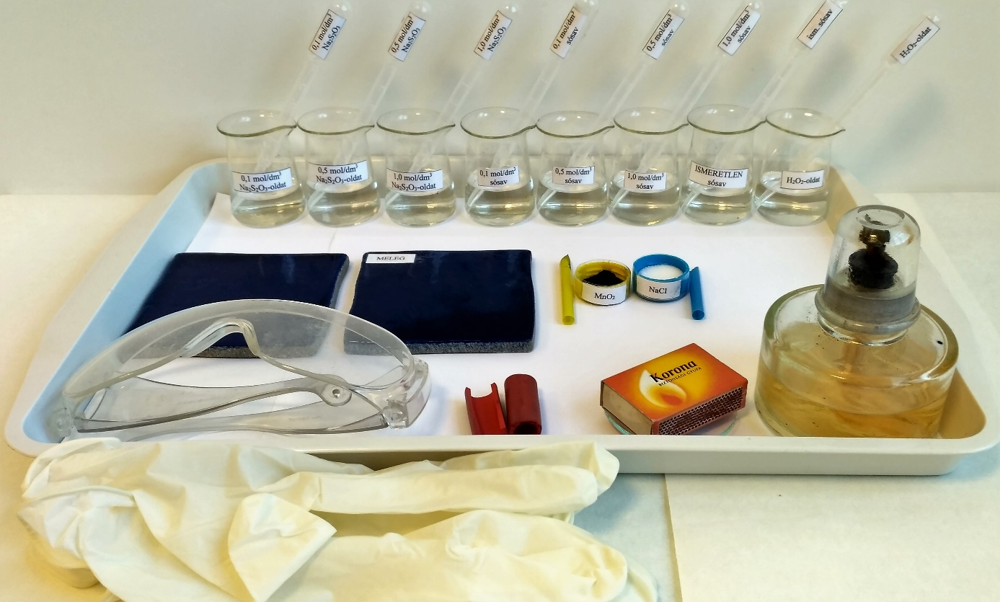 0,1 mol/dm³
Na₂S₂O₃
0,5 mol/dm³
Na₂S₂O₃
1,0 mol/dm³
Na₂S₂O₃
0,1 mol/dm³
sósav
0,5 mol/dm³
sósav
1,0 mol/dm³
sósav
ism. sósav
H₂O₂-oldat
0,1 mol/dm³
Na₂S₂O₃-oldat
0,5 mol/dm³
Na₂S₂O₃-oldat
1,0 mol/dm³
Na₂S₂O₃-oldat
0,1 mol/dm³
sósav
0,5 mol/dm³
sósav
1,0 mol/dm³
sósav
ISMERETLEN
sósav
H₂O₂-oldat
MELEG
MnO₂
NaCl
Korona
BIZTONSÁGI GYUFA